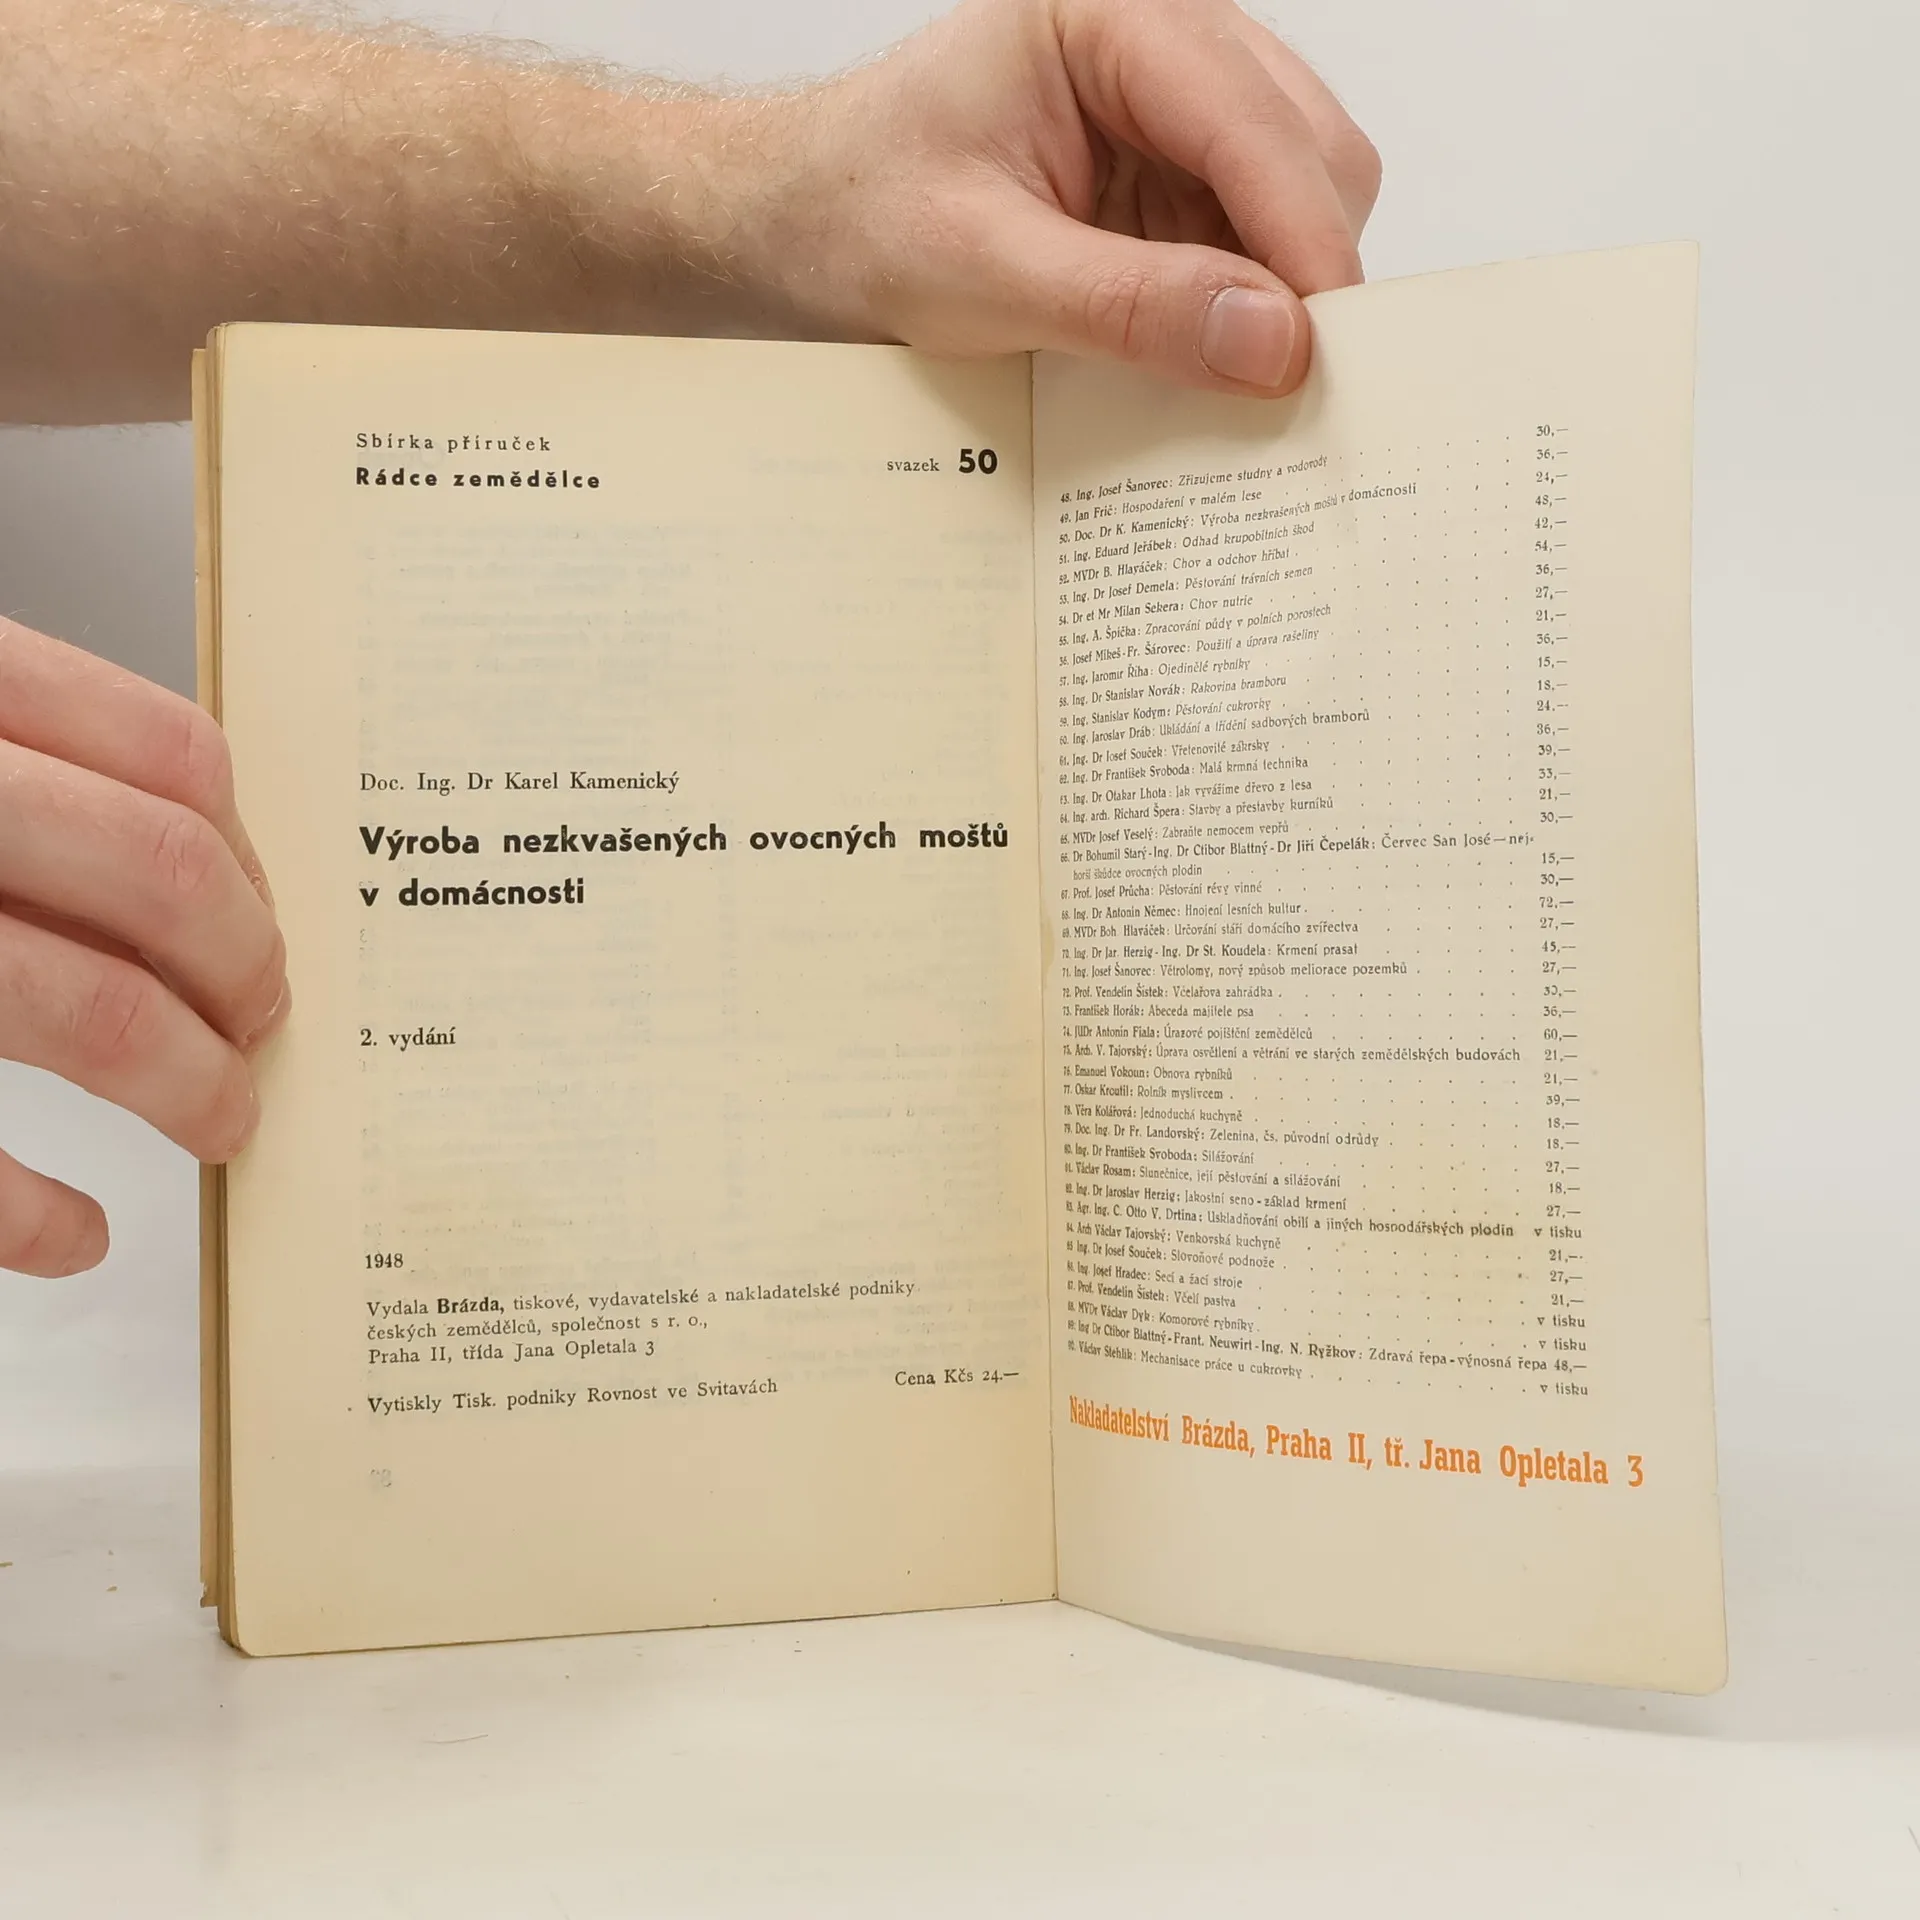 Sbírka příruček
Rádce zemědělce
svazek 50
Doc. Ing. Dr Karel Kamenický
Výroba nezkvašených ovocných moštů
v domácnosti
2. vydání
1948
Vydala Brázda, tiskové, vydavatelské a nakladatelské podniky
českých zemědělců, společnost s r. o.,
Praha II, třída Jana Opletala 3
Cena Kčs 24.—
Vytiskly Tisk. podniky Rovnost ve Svitavách
48. Ing. Josef Šanovec: Zřizujeme studny a vodovody . . . . 30,—
49. Jan Frič: Hospodaření v malém lese . . . . 36,—
50. Doc. Dr K. Kamenický: Výroba nezkvašených moštů v domácnosti . . 24,—
51. Ing. Eduard Jeřábek: Odhad krupobitních škod . . . . 48,—
52. MVDr B. Hlaváček: Chov a odchov hříbat . . . . 42,—
53. Ing. Dr Josef Demela: Pěstování trávních semen . . . . 54,—
54. Dr et Mr Milan Sekera: Chov nutrie . . . . 36,—
55. Ing. A. Špička: Zpracování půdy v polních porostech . . . . 27,—
56. Josef Mikeš-Fr. Šárovec: Použití a úprava rašeliny . . . . 21,—
57. Ing. Jaromír Říha: Ojedinělé rybníky . . . . 36,—
58. Ing. Dr Stanislav Novák: Rakovina bramboru . . . . 15,—
59. Ing. Stanislav Kodym: Pěstování cukrovky . . . . 18,—
60. Ing. Jaroslav Dráb: Ukládání a třídění sadbových bramborů . . . . 24.—
61. Ing. Dr Josef Souček: Vřetenovité zákrsky . . . . 36,—
62. Ing. Dr František Svoboda: Malá krmná technika . . . . 39,—
63. Ing. Dr Otakar Lhota: Jak vyvážíme dřevo z lesa . . . . 33,—
64. Ing. arch. Richard Špera: Stavby a přestavby kurníků . . . . 21,—
65. MVDr Josef Veselý: Zabraňte nemocem vepřů . . . . 30,—
66. Dr Bohumil Starý-Ing. Dr Ctibor Blattný-Dr Jiří Čepelák: Červec San José—nej-
horší škůdce ovocných plodin . . . . 15,—
67. Prof. Josef Průcha: Pěstování révy vinné . . . . 30,—
68. Ing. Dr Antonín Němec: Hnojení lesních kultur . . . . 72,—
69. MVDr Boh. Hlaváček: Určování stáří domácího zvířectva . . . . 27,—
70. Ing. Dr Jar. Herzig-Ing. Dr St. Koudela: Krmení prasat . . . . 45,—
71. Ing. Josef Šanovec: Větrolomy, nový způsob meliorace pozemků . . . . 27,—
72. Prof. Vendelín Šístek: Včelařova zahrádka . . . . 30,—
73. František Horák: Abeceda majitele psa . . . . 36,—
74. JUDr Antonín Fiala: Úrazové pojištění zemědělců . . . . 60,—
75. Arch. V. Tajovský: Úprava osvětlení a větrání ve starých zemědělských budovách 21,—
76. Emanuel Vokoun: Obnova rybníků . . . . 21,—
77. Oskar Kroutil: Rolník myslivcem . . . . 39,—
78. Věra Kolářová: Jednoduchá kuchyně . . . . 18,—
79. Doc. Ing. Dr Fr. Landovský: Zelenina, čs. původní odrůdy . . . . 18.—
80. Ing. Dr František Svoboda: Silážování . . . . 27,—
81. Václav Rosam: Slunečnice, její pěstování a silážování . . . . 18,—
82. Ing. Dr Jaroslav Herzig: Jakostní seno-základ krmení . . . . 27,—
83. Agr. Ing. C. Otto V. Drtina: Uskladňování obilí a jiných hospodářských plodin v tisku
84. Arch Václav Tajovský: Venkovská kuchyně . . . . 21,—
85 Ing. Dr Josef Souček: Slovoňové podnože . . . . 27,—
86. Ing. Josef Hradec: Secí a žací stroje . . . . 21,—
87. Prof. Vendelín Šístek: Včelí pastva . . . . v tisku
88. MVDr Václav Dyk: Komorové rybníky . . . . v tisku
89. Ing Dr Ctibor Blattný-Frant. Neuwirt-Ing. N. Ryžkov: Zdravá řepa-výnosná řepa 48,—
90. Václav Stehlík: Mechanisace práce u cukrovky . . . . v tisku
Nakladatelství Brázda, Praha II, tř. Jana Opletala 3